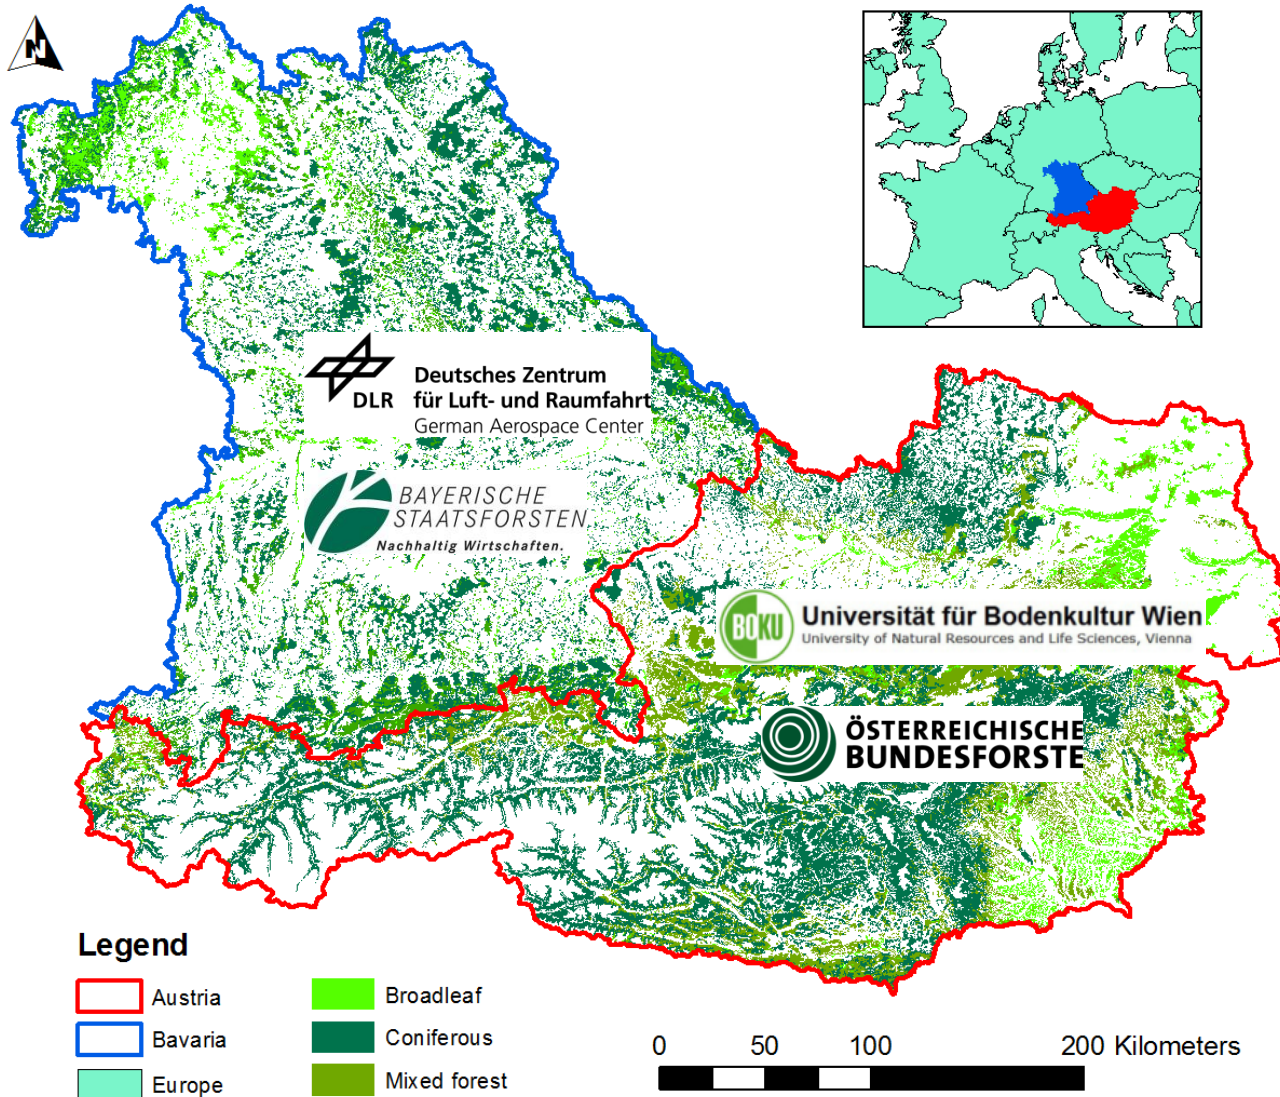 N
DLR
Deutsches Zentrum
für Luft- und Raumfahrt
German Aerospace Center
BAYERISCHE
STAATSFORSTEN
Nachhaltig Wirtschaften.
BOKU
Universität für Bodenkultur Wien
University of Natural Resources and Life Sciences, Vienna
ÖSTERREICHISCHE
BUNDESFORSTE
Legend
Austria
Bavaria
Europe
Broadleaf
Coniferous
Mixed forest
0 50 100 200 Kilometers